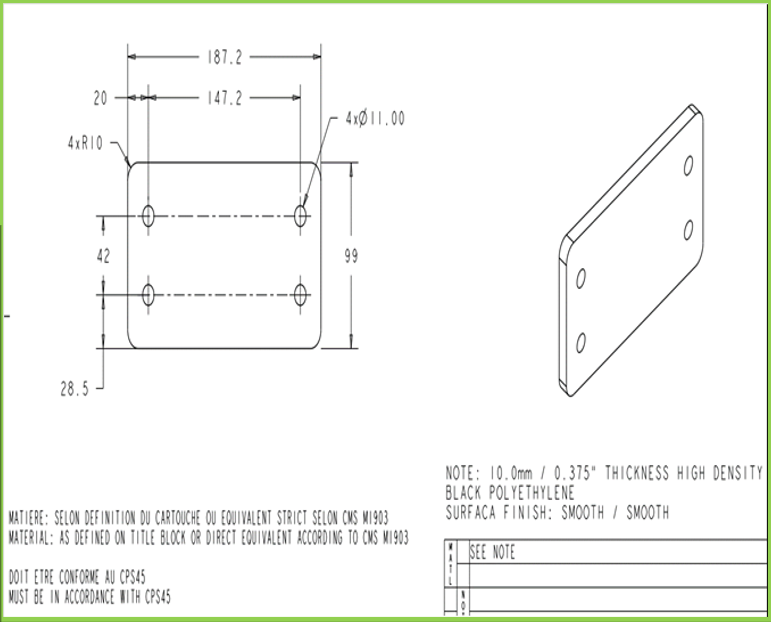 187.2
20
147.2
4xØ11.00
4xR10
42
99
28.5
NOTE: 10.0mm / 0.375" THICKNESS HIGH DENSITY
BLACK POLYETHYLENE
SURFACA FINISH: SMOOTH / SMOOTH
MATIERE: SELON DEFINITION DU CARTOUCHE OU EQUIVALENT STRICT SELON CMS M1903
MATERIAL: AS DEFINED ON TITLE BLOCK OR DIRECT EQUIVALENT ACCORDING TO CMS M1903
DOIT ETRE CONFORME AU CPS45
MUST BE IN ACCORDANCE WITH CPS45
MATL
SEE NOTE
NO